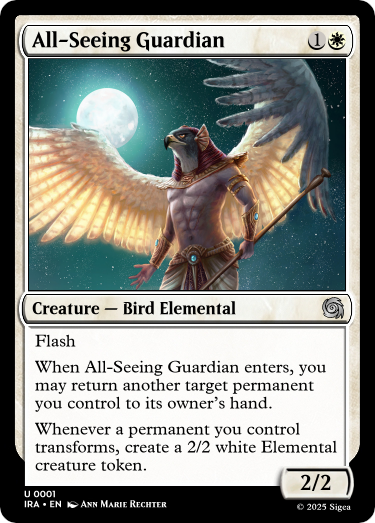 All-Seeing Guardian
1
Creature — Bird Elemental
Flash
When All-Seeing Guardian enters, you
may return another target permanent
you control to its owner's hand.
Whenever a permanent you control
transforms, create a 2/2 white Elemental
creature token.
2/2
U 0001
IRA • EN Ann Marie Rechter
© 2025 Sigea